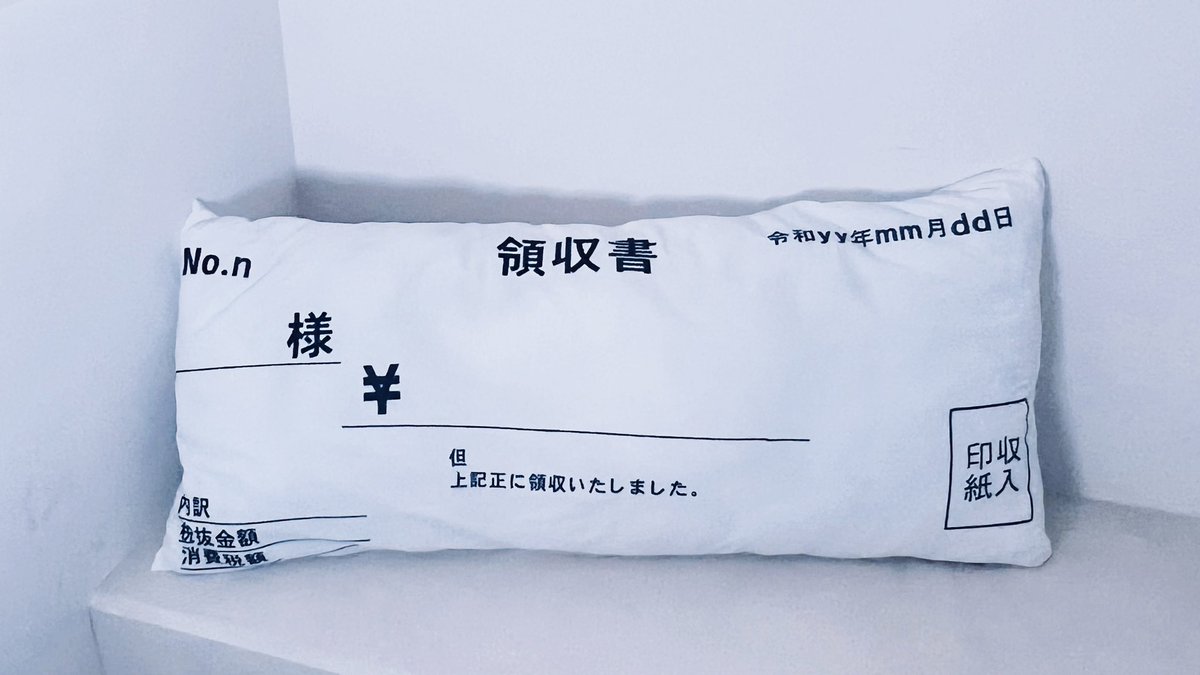 領収書
No.n
令和yy年mm月dd日
様
¥
但
上記正に領収いたしました。
内訳
税抜金額
消費税額
収入
印紙